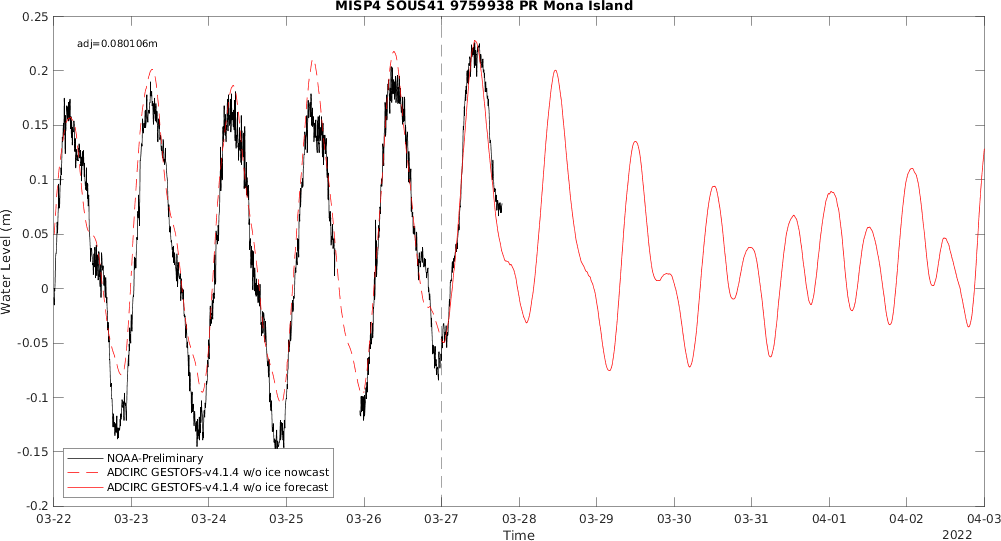 MISP4 SOUS41 9759938 PR Mona Island
adj=0.080106m
0.25
0.2
0.15
0.1
0.05
0
-0.05
-0.1
-0.15
-0.2
Water Level (m)
NOAA-Preliminary
ADCIRC GESTOFS-v4.1.4 w/o ice nowcast
ADCIRC GESTOFS-v4.1.4 w/o ice forecast
03-22 03-23 03-24 03-25 03-26 03-27 03-28 03-29 03-30 03-31 04-01 04-02 04-03
Time
2022